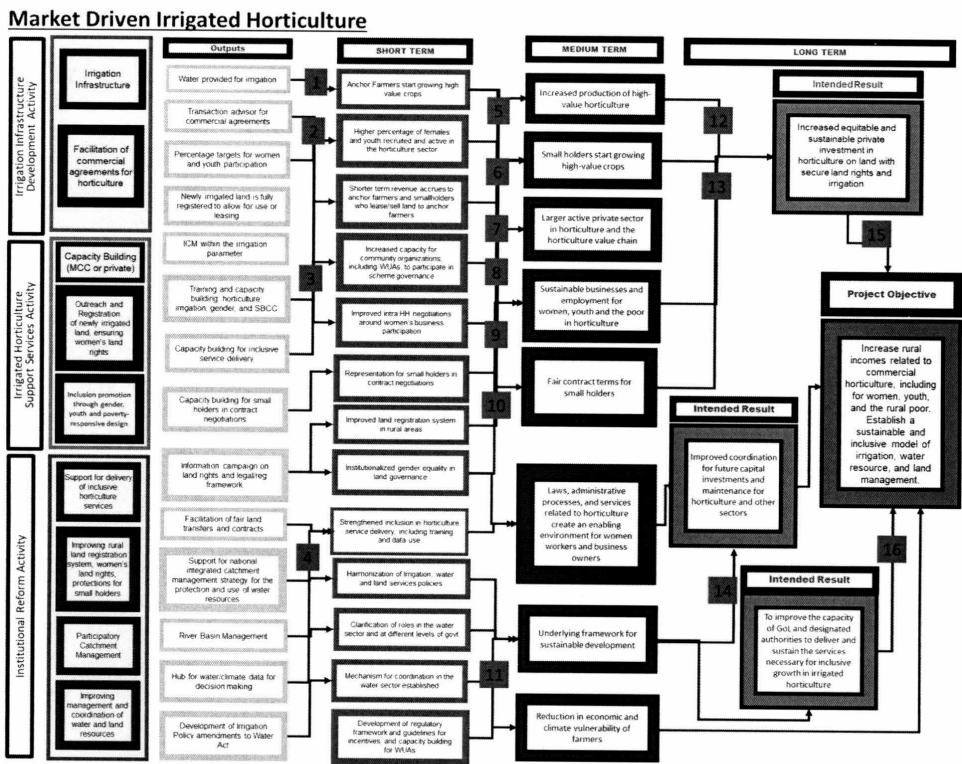 Market Driven Irrigated Horticulture
Irrigation Infrastructure
Development Activity
Irrigation
Infrastructure
Facilitation of
commercial
agreements for
horticulture
Irrigated Horticulture
Support Services Activity
Capacity Building
(MCC or private)
Outreach and
Registration
of newly irrigated
land, ensuring
women's land
rights
Inclusion promotion
through gender,
youth and poverty-
responsive design
Institutional Reform Activity
Support for delivery
of inclusive
horticulture
services
Improving rural
land registration
system, women's
land rights,
protections for
small holders
Participatory
Catchment
Management
Improving
management and
coordination of
water and land
resources
Outputs
Water provided for irrigation
Transaction advisor for
commercial agreements
Percentage targets for women
and youth participation
Newly irrigated land is fully
registered to allow for use or
leasing
ICM within the irrigation
parameter
Training and capacity
building: horticulture
irrigation, gender, and SBCC
Capacity building for inclusive
service delivery
Capacity building for small
holders in contract
negotiations
Information campaign on
land rights and legal/reg
framework
Facilitation of fair land
transfers and contracts
Support for national
integrated catchment
management strategy for the
protection and use of water
resources
River Basin Management
Hub for water/climate data for
decision making
Development of Irrigation
Policy amendments to Water
Act
1
2
3
4
SHORT TERM
Anchor Farmers start growing high
value crops
Higher percentage of females
and youth recruited and active in
the horticulture sector
Shorter term revenue accrues to
anchor farmers and smallholders
who lease/sell land to anchor
farmers
Increased capacity for
community organizations,
including WUAs, to participate in
scheme governance
Improved intra HH negotiations
around women's business
participation
Representation for small holders in
contract negotiations
Improved land registration system
in rural areas
Institutionalized gender equality in
land governance
Strengthened inclusion in horticulture
service delivery, including training
and data use
Harmonization of Irrigation, water
and land services policies
Clarification of roles in the water
sector and at different levels of govt
Mechanism for coordination in the
water sector established
Development of regulatory
framework and guidelines for
incentives, and capacity building
for WUAs
5
6
7
8
9
10
11
MEDIUM TERM
Increased production of high-
value horticulture
Small holders start growing
high-value crops
Larger active private sector
in horticulture and the
horticulture value chain
Sustainable businesses and
employment for
women, youth and the poor
in horticulture
Fair contract terms for
small holders
Laws, administrative
processes, and services
related to horticulture
create an enabling
environment for women
workers and business
owners
Underlying framework for
sustainable development
Reduction in economic and
climate vulnerability of
farmers
12
13
14
LONG TERM
Intended Result
Increased equitable and
sustainable private
investment in
horticulture on land with
secure land rights and
irrigation
15
Intended Result
Improved coordination
for future capital
investments and
maintenance for
horticulture and other
sectors
Intended Result
To improve the capacity
of GoL and designated
authorities to deliver and
sustain the services
necessary for inclusive
growth in irrigated
horticulture
16
Project Objective
Increase rural
incomes related to
commercial
horticulture, including
for women, youth,
and the rural poor.
Establish a
sustainable and
inclusive model of
irrigation, water
resource, and land
management.